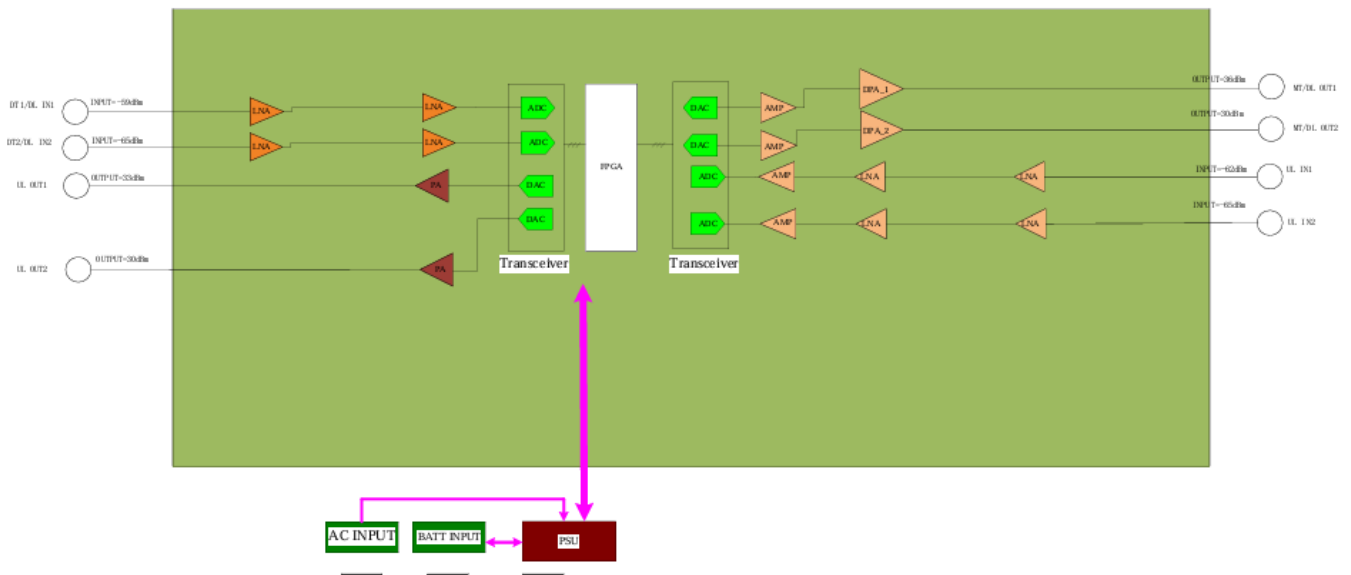 DT1/DL IN1
INPUT=-59dBm
LNA
LNA
ADC
DAC
AMP
DPA_1
OUTPUT=36dBm
MT/DL OUT1
DT2/DL IN2
INPUT=-65dBm
LNA
LNA
ADC
FPGA
DAC
AMP
DPA_2
OUTPUT=30dBm
MT/DL OUT2
UL OUT1
OUTPUT=33dBm
PA
DAC
ADC
AMP
LNA
LNA
INPUT=-62dBm
UL IN1
DAC
ADC
AMP
LNA
LNA
INPUT=-65dBm
UL IN2
UL OUT2
OUTPUT=30dBm
PA
Transceiver
Transceiver
AC INPUT
BATT INPUT
PSU